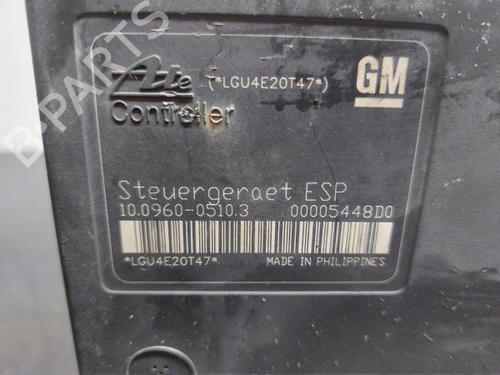 B-PARTS
Ate
(*LGU4E20T47*)
GM
Controller
Steuergeraet ESP
10.0960-0510.3 00005448D0
*LGU4E20T47* MADE IN PHILIPPINES